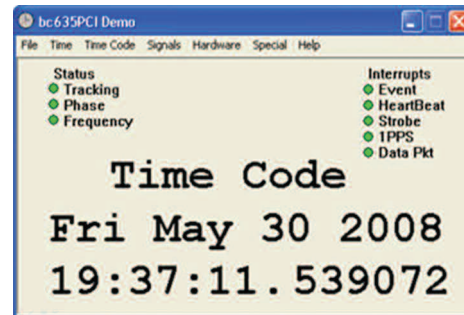 bc635PCI Demo
File Time Time Code Signals Hardware Special Help
Status
Tracking
Phase
Frequency
Interrupts
Event
HeartBeat
Strobe
1PPS
Data Pkt
Time Code
Fri May 30 2008
19:37:11.539072